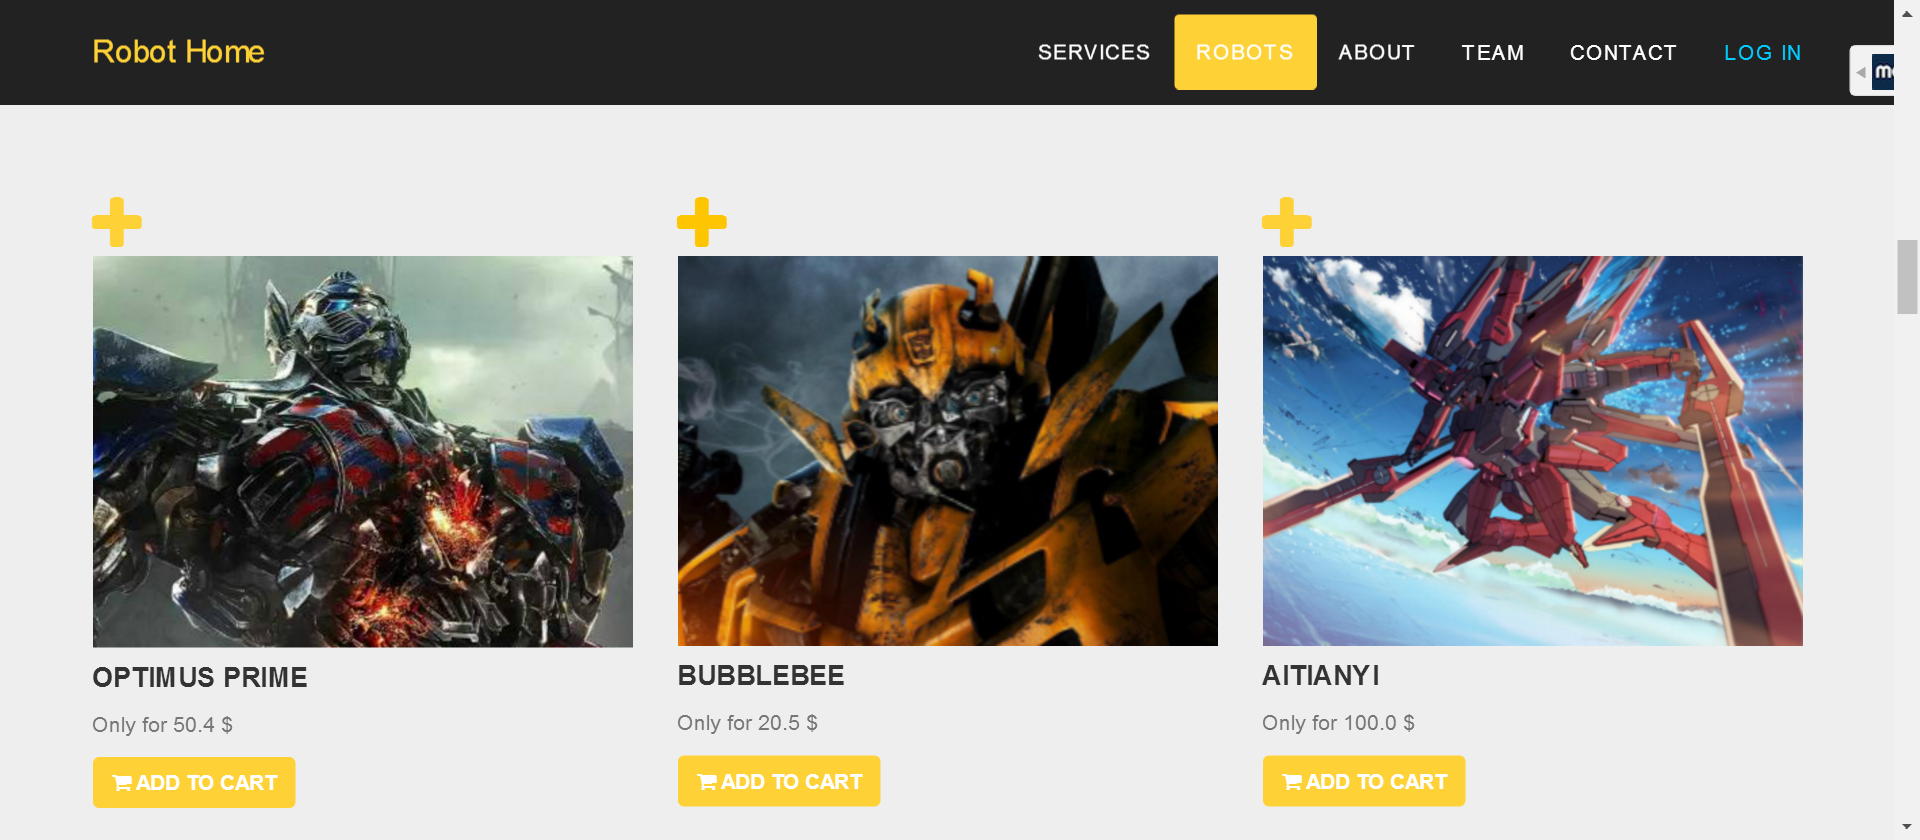 Robot Home
SERVICES
ROBOTS
ABOUT
TEAM
CONTACT
LOG IN
OPTIMUS PRIME
Only for 50.4 $
ADD TO CART
BUBBLEBEE
Only for 20.5 $
ADD TO CART
AITIANYI
Only for 100.0 $
ADD TO CART